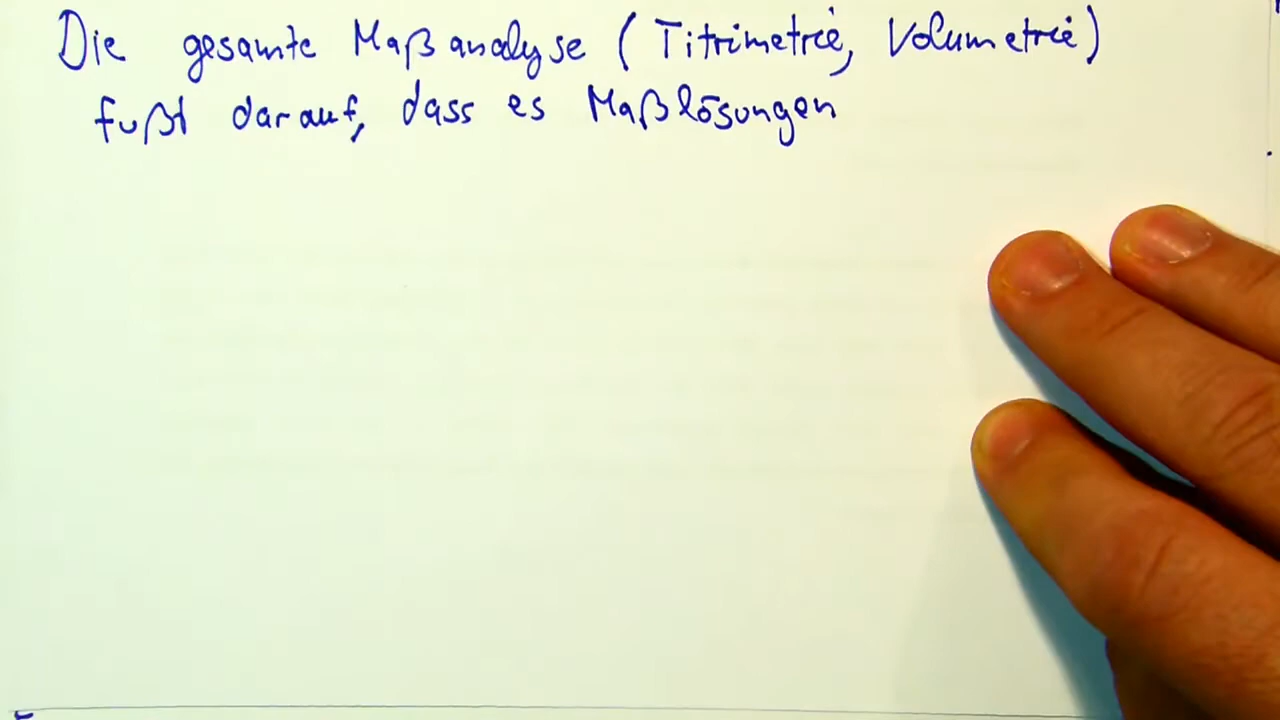 Die gesamte Maßanalyse (Titrimetrie, Volumetrie)
fußt darauf, dass es Maßlösungen